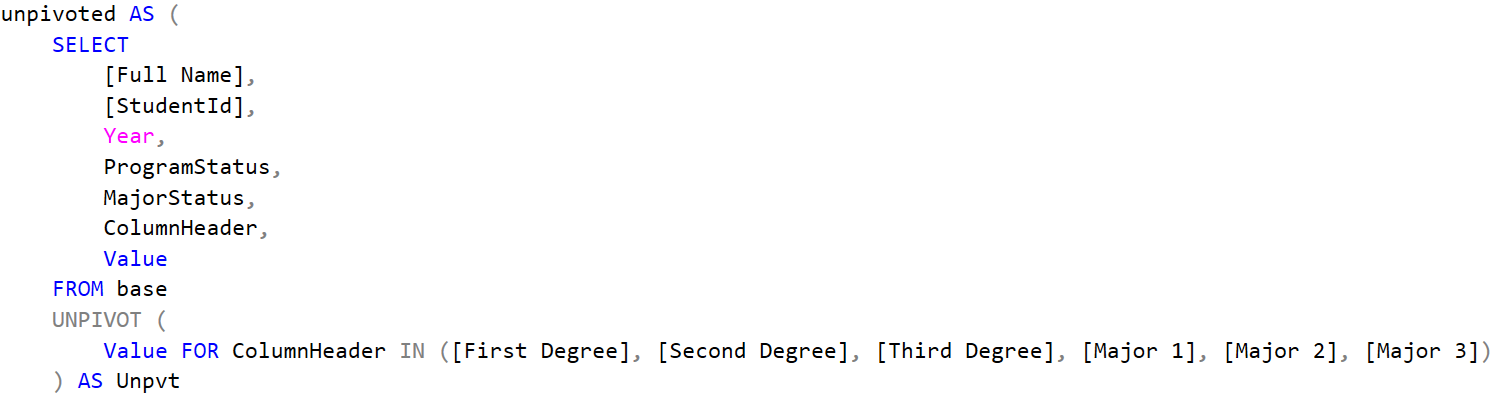 unpivoted AS (
    SELECT
        [Full Name],
        [StudentId],
        Year,
        ProgramStatus,
        MajorStatus,
        ColumnHeader,
        Value
    FROM base
    UNPIVOT (
        Value FOR ColumnHeader IN ([First Degree], [Second Degree], [Third Degree], [Major 1], [Major 2], [Major 3])
    ) AS Unpvt